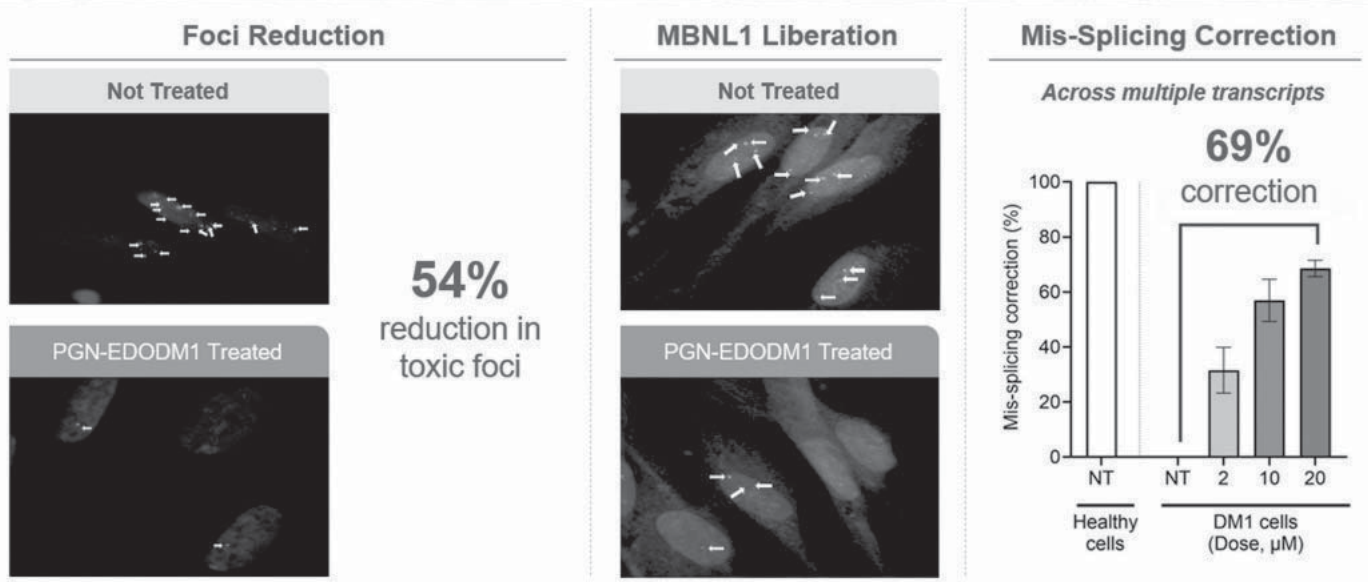 Foci Reduction
Not Treated
54%
reduction in
toxic foci
PGN-EDODM1 Treated
MBNL1 Liberation
Not Treated
PGN-EDODM1 Treated
Mis-Splicing Correction
Across multiple transcripts
69%
correction
Mis-splicing correction (%)
100
80
60
40
20
0
NT
NT
2
10
20
Healthy
cells
DM1 cells
(Dose, µM)